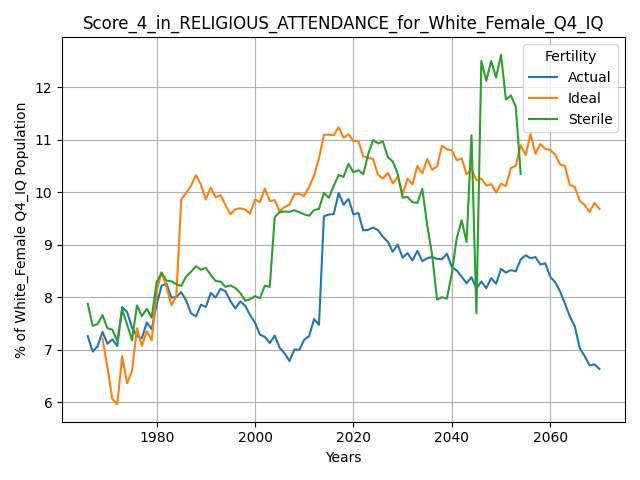 Score_4_in_RELIGIOUS_ATTENDANCE_for_White_Female_Q4_IQ
Fertility
Actual
Ideal
Sterile
% of White_Female Q4_IQ Population
12
11
10
9
8
7
6
1980
2000
2020
2040
2060
Years